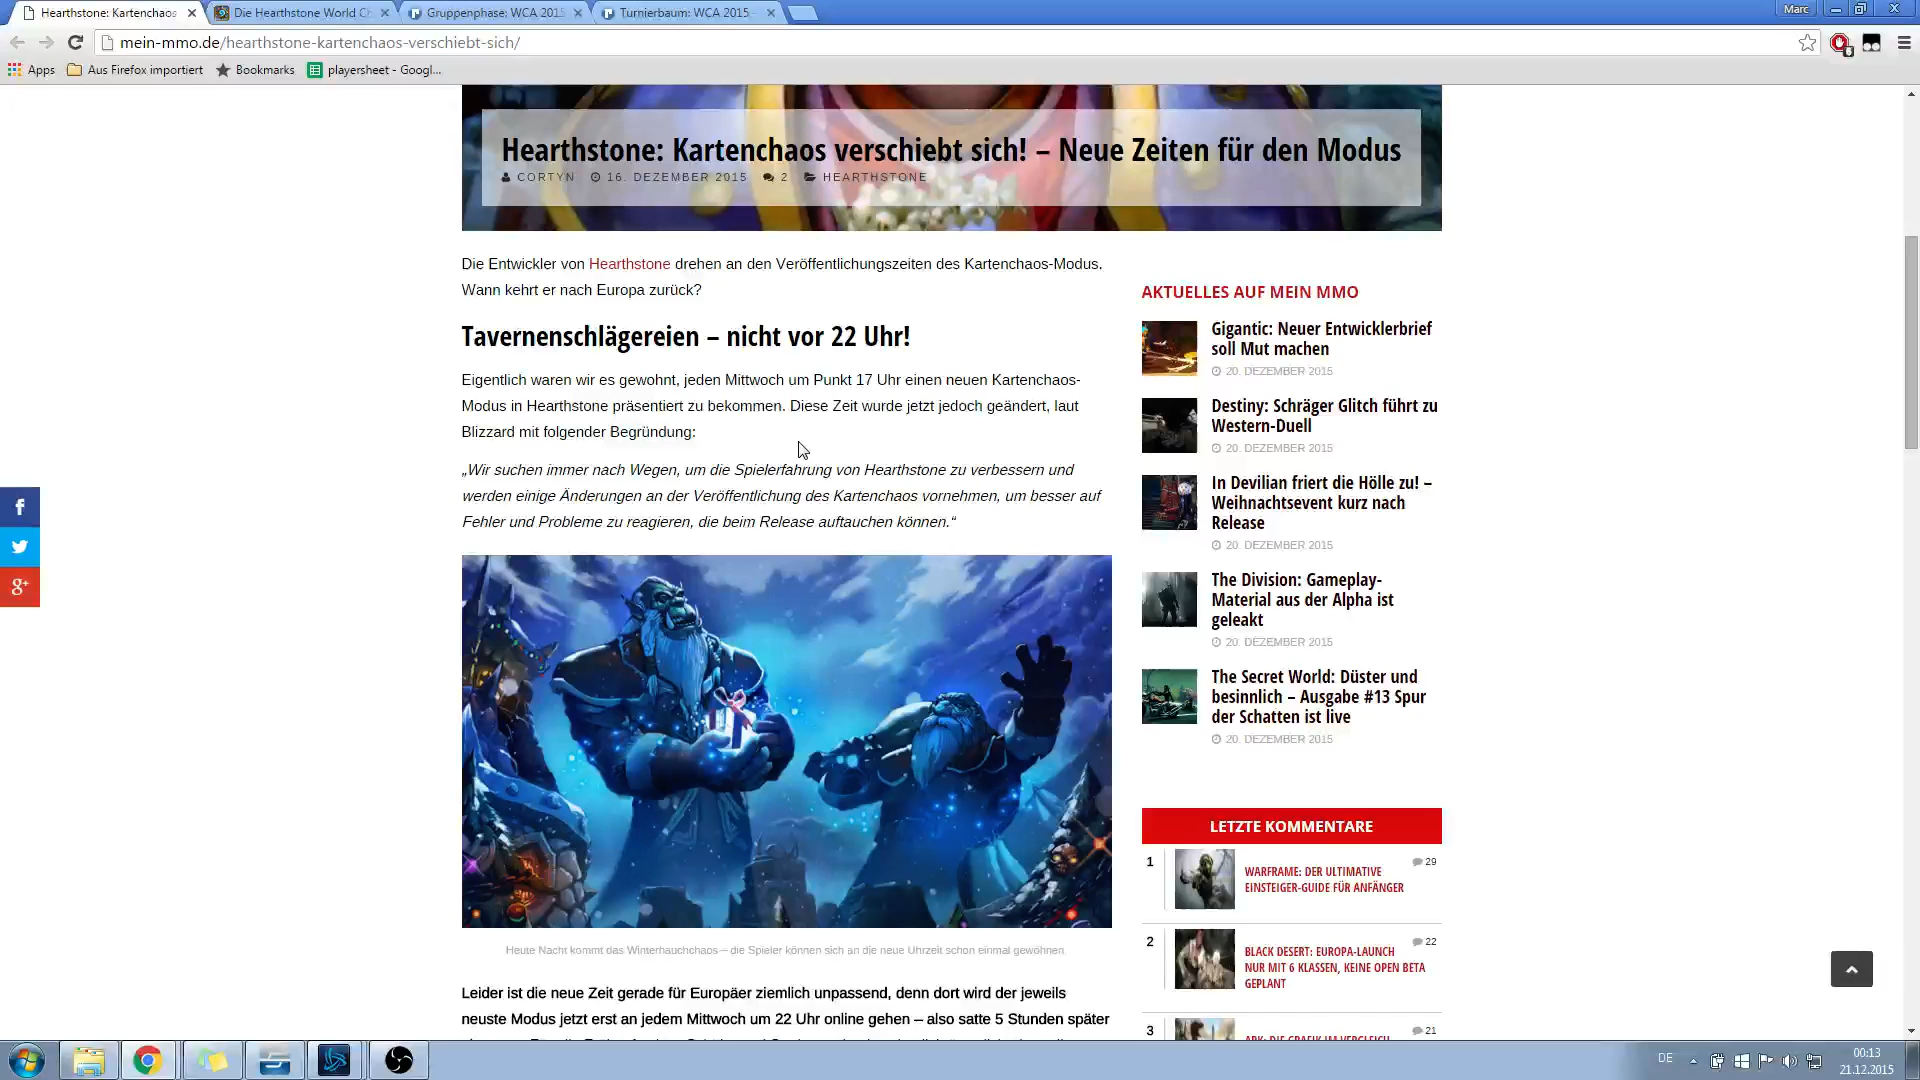 Hearthstone: Kartenchaos
Die Hearthstone World Ch
Gruppenphase: WCA 2015
Turnierbaum: WCA 2015 -
Marc
mein-mmo.de/hearthstone-kartenchaos-verschiebt-sich/
Apps
Aus Firefox importiert
Bookmarks
playersheet - Googl...
Hearthstone: Kartenchaos verschiebt sich! – Neue Zeiten für den Modus
CORTYN 16. DEZEMBER 2015 2 HEARTHSTONE
Die Entwickler von Hearthstone drehen an den Veröffentlichungszeiten des Kartenchaos-Modus.
Wann kehrt er nach Europa zurück?
Tavernenschlägereien – nicht vor 22 Uhr!
Eigentlich waren wir es gewohnt, jeden Mittwoch um Punkt 17 Uhr einen neuen Kartenchaos-
Modus in Hearthstone präsentiert zu bekommen. Diese Zeit wurde jetzt jedoch geändert, laut
Blizzard mit folgender Begründung:
„Wir suchen immer nach Wegen, um die Spielerfahrung von Hearthstone zu verbessern und
werden einige Änderungen an der Veröffentlichung des Kartenchaos vornehmen, um besser auf
Fehler und Probleme zu reagieren, die beim Release auftauchen können.“
Heute Nacht kommt das Winterhauchchaos – die Spieler können sich an die neue Uhrzeit schon einmal gewöhnen.
Leider ist die neue Zeit gerade für Europäer ziemlich unpassend, denn dort wird der jeweils
neuste Modus jetzt erst an jedem Mittwoch um 22 Uhr online gehen – also satte 5 Stunden später
AKTUELLES AUF MEIN MMO
Gigantic: Neuer Entwicklerbrief
soll Mut machen
20. DEZEMBER 2015
Destiny: Schräger Glitch führt zu
Western-Duell
20. DEZEMBER 2015
In Devilian friert die Hölle zu! –
Weihnachtsevent kurz nach
Release
20. DEZEMBER 2015
The Division: Gameplay-
Material aus der Alpha ist
geleakt
20. DEZEMBER 2015
The Secret World: Düster und
besinnlich – Ausgabe #13 Spur
der Schatten ist live
20. DEZEMBER 2015
LETZTE KOMMENTARE
1
29
WARFRAME: DER ULTIMATIVE
EINSTEIGER-GUIDE FÜR ANFÄNGER
2
22
BLACK DESERT: EUROPA-LAUNCH
NUR MIT 6 KLASSEN, KEINE OPEN BETA
GEPLANT
3
21
ARK: DIE GRAFIK IM VERGLEICH
f
g+
DE
00:13
21.12.2015